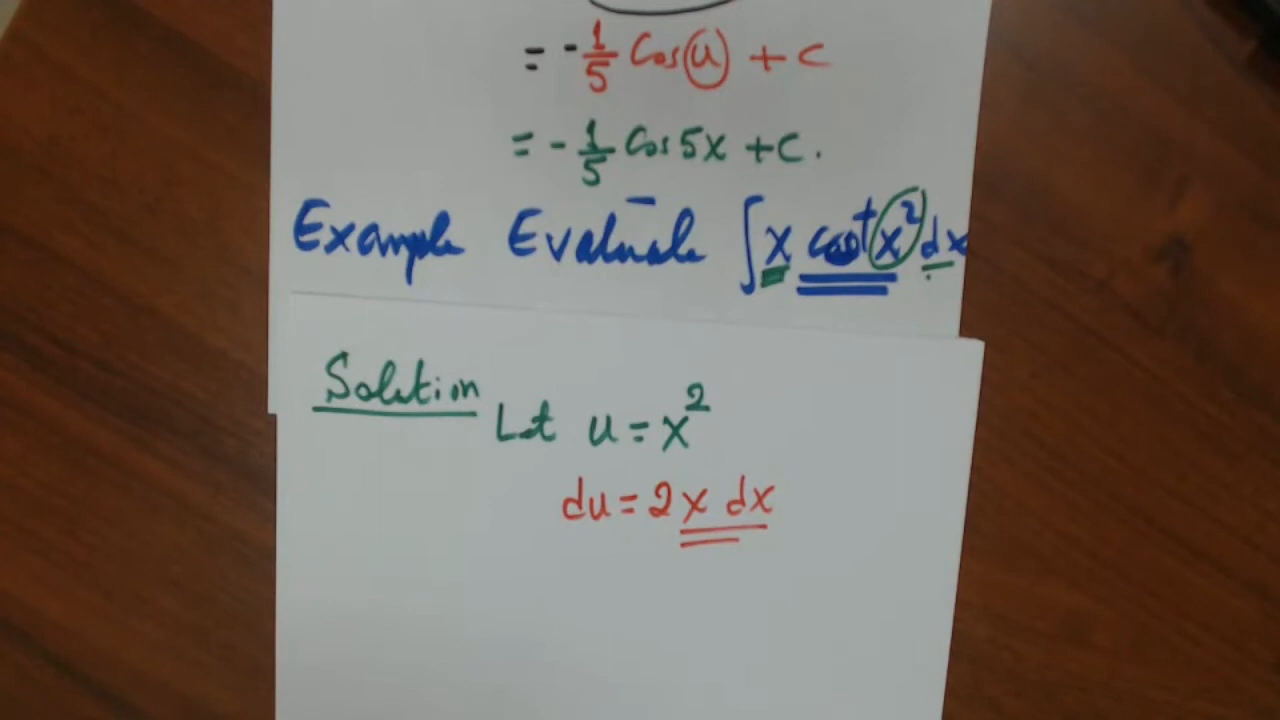 = - 1/5 Cos(u) + c
= - 1/5 Cos 5x + c.
Example Evaluate ∫ x cot x² dx
Solution
Let u = x²
du = 2x dx